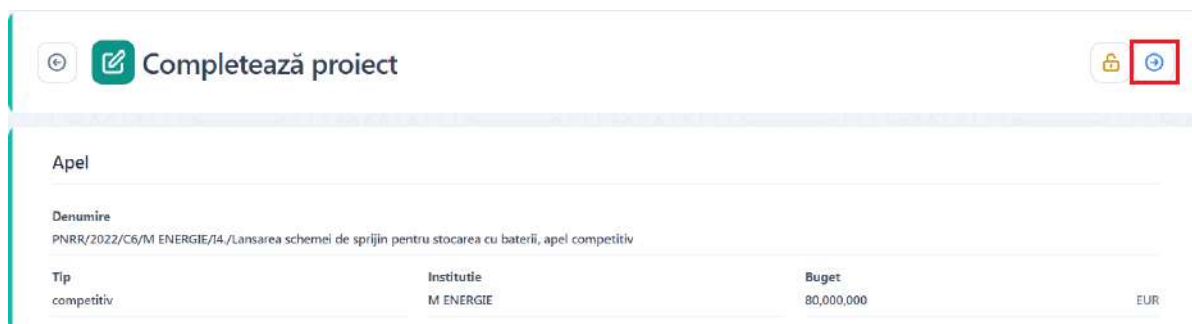 Completează proiect
Apel
Denumire
PNRR/2022/C6/M ENERGIE/I4./Lansarea schemei de sprijin pentru stocarea cu baterii, apel competitiv
Tip Institutie Buget
competitiv M ENERGIE 80,000,000 EUR